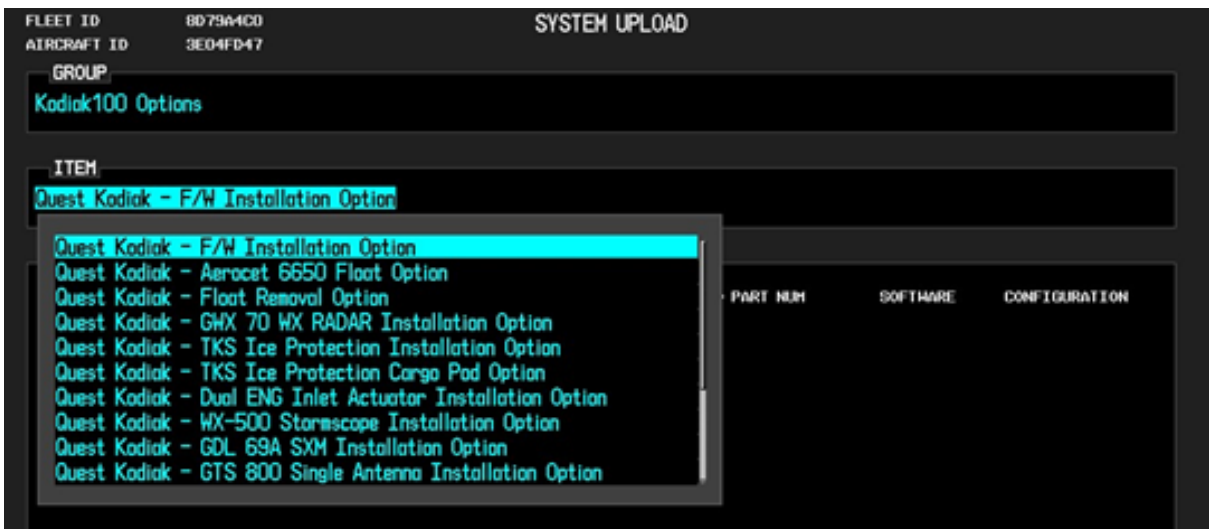 FLEET ID 8D79A4C0 SYSTEM UPLOAD
AIRCRAFT ID 3E04FD47
GROUP
Kodiak100 Options
ITEM
Quest Kodiak - F/W Installation Option
Quest Kodiak - F/W Installation Option
Quest Kodiak - Aerocet 6650 Float Option
Quest Kodiak - Float Removal Option
PART NUM SOFTWARE CONFIGURATION
Quest Kodiak - GWX 70 WX RADAR Installation Option
Quest Kodiak - TKS Ice Protection Installation Option
Quest Kodiak - TKS Ice Protection Cargo Pod Option
Quest Kodiak - Dual ENG Inlet Actuator Installation Option
Quest Kodiak - WX-500 Stormscope Installation Option
Quest Kodiak - GDL 69A SXM Installation Option
Quest Kodiak - GTS 800 Single Antenna Installation Option